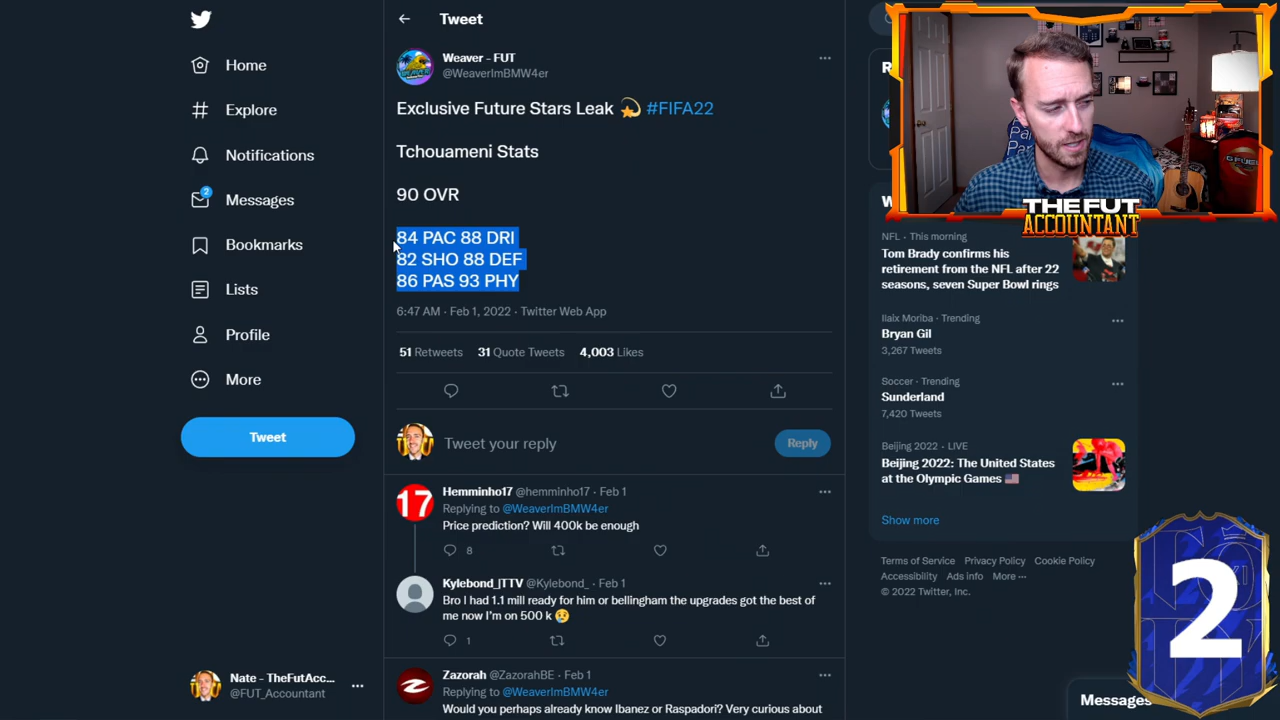 Home
Explore
Notifications
2
Messages
Bookmarks
Lists
Profile
More
Tweet
Nate - TheFutAcc...
@FUT_Accountant
Tweet
Weaver - FUT
@WeaverImBMW4er
Exclusive Future Stars Leak 💫 #FIFA22
Tchouameni Stats
90 OVR
84 PAC 88 DRI
82 SHO 88 DEF
86 PAS 93 PHY
6:47 AM · Feb 1, 2022 · Twitter Web App
51 Retweets 31 Quote Tweets 4,003 Likes
Tweet your reply
Reply
17
Hemminho17 @hemminho17 · Feb 1
Replying to @WeaverImBMW4er
Price prediction? Will 400k be enough
8
Kylebond_|TTV @Kylebond_ · Feb 1
Bro I had 1.1 mill ready for him or bellingham the upgrades got the best of
me now I'm on 500 k 😢
1
Zazorah @ZazorahBE · Feb 1
Replying to @WeaverImBMW4er
Would you perhaps already know Ibanez or Raspadori? Very curious about
THE FUT
ACCOUNTANT
NFL · This morning
Tom Brady confirms his
retirement from the NFL after 22
seasons, seven Super Bowl rings
Ilaix Moriba · Trending
Bryan Gil
3,267 Tweets
Soccer · Trending
Sunderland
7,420 Tweets
Beijing 2022 · LIVE
Beijing 2022: The United States
at the Olympic Games 🇺🇸
Show more
Terms of Service Privacy Policy Cookie Policy
Accessibility Ads info More ···
© 2022 Twitter, Inc.
Messages
2